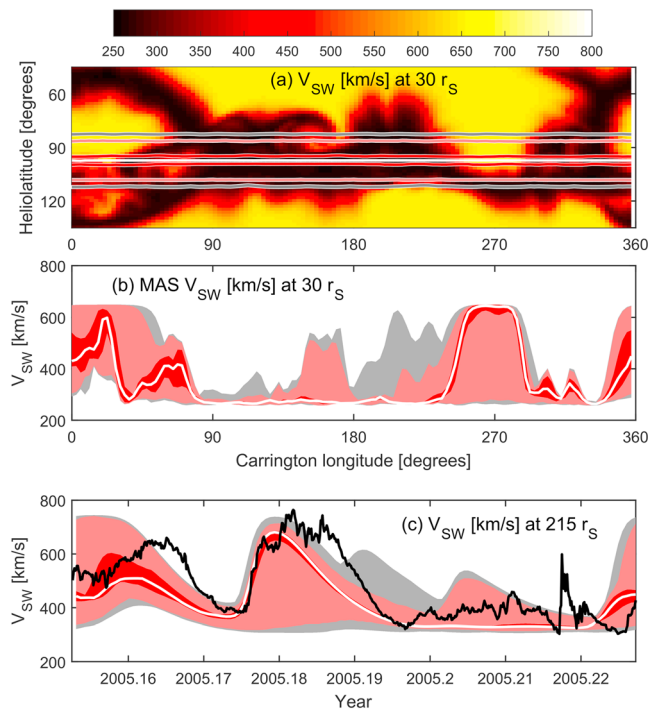 250 300 400 450 500 550 600 650 700 750 800
(a) V_SW [km/s] at 30 r_S
Heliolatitude [degrees]
60
90
120
0 90 180 270 360
(b) MAS V_SW [km/s] at 30 r_S
V_SW [km/s]
800
600
400
200
0 90 180 270 360
Carrington longitude [degrees]
(c) V_SW [km/s] at 215 r_S
V_SW [km/s]
800
600
400
200
2005.16 2005.17 2005.18 2005.19 2005.2 2005.21 2005.22
Year